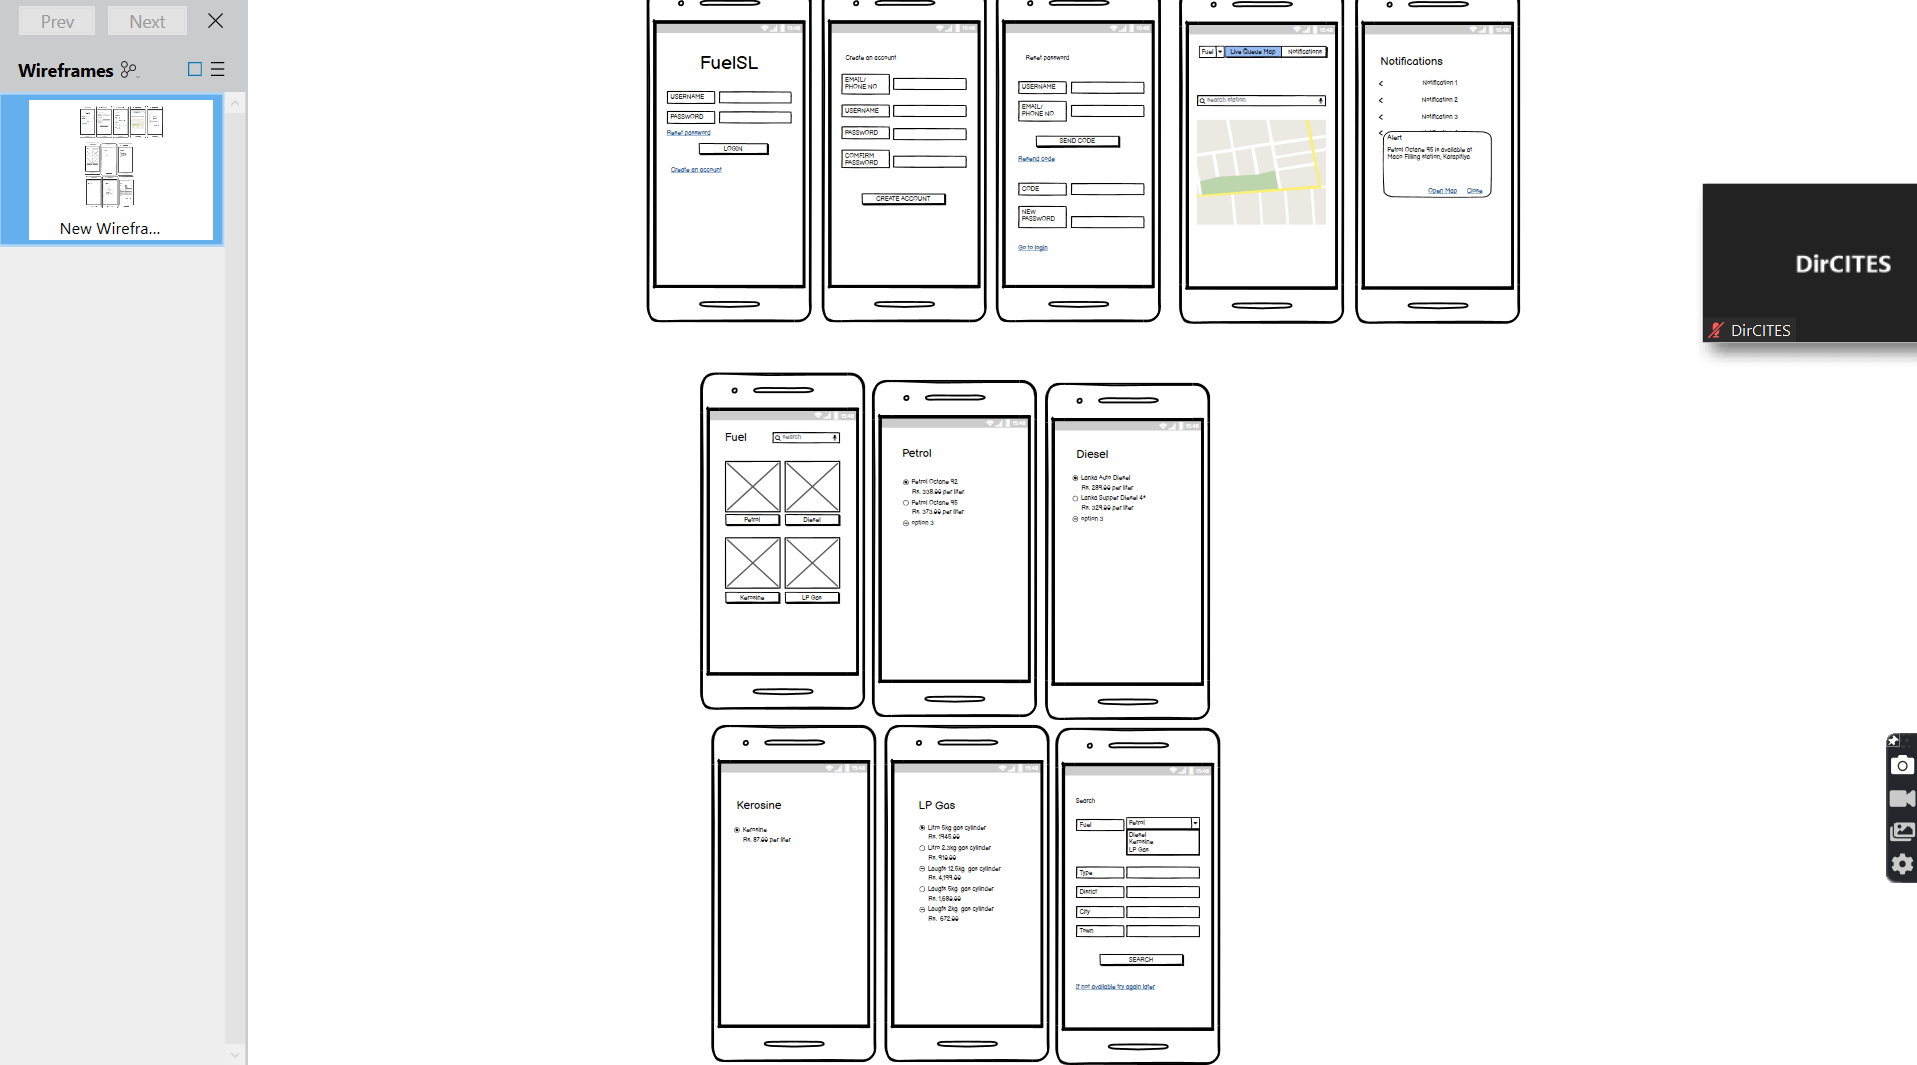 Prev
Next
Wireframes
New Wirefra...
FuelSL
USERNAME
PASSWORD
Reset password
LOGIN
Create an account
Create an account
EMAIL/
PHONE NO
USERNAME
PASSWORD
COMFIRM
PASSWORD
CREATE ACCOUNT
Reset password
USERNAME
EMAIL/
PHONE NO
SEND CODE
Resend code
CODE
NEW
PASSWORD
Go to login
Fuel
Live Queue Map
Notifications
search station
Notifications
Notification 1
Notification 2
Notification 3
Alert
Petrol Octane 95 is available at
Maco Filling station, Karapitiya
Open Map
Close
DirCITES
DirCITES
Fuel
search
Petrol
Diesel
Kerosine
LP Gas
Petrol
Petrol Octane 92
Rs. 338.00 per liter
Petrol Octane 95
Rs. 373.00 per liter
option 3
Diesel
Lanka Auto Diesel
Rs. 289.00 per liter
Lanka Supper Diesel 4*
Rs. 329.00 per liter
option 3
Kerosine
Kerosine
Rs. 87.00 per liter
LP Gas
Litro 5kg gas cylinder
Rs. 1945.00
Litro 2.3kg gas cylinder
Rs. 910.00
Laugfs 12.5kg gas cylinder
Rs. 4,199.00
Laugfs 5kg gas cylinder
Rs. 1,680.00
Laugfs 2kg gas cylinder
Rs. 672.00
Search
Fuel
Petrol
Diesel
Kerosine
LP Gas
Type
District
City
Town
SEARCH
If not available try again later